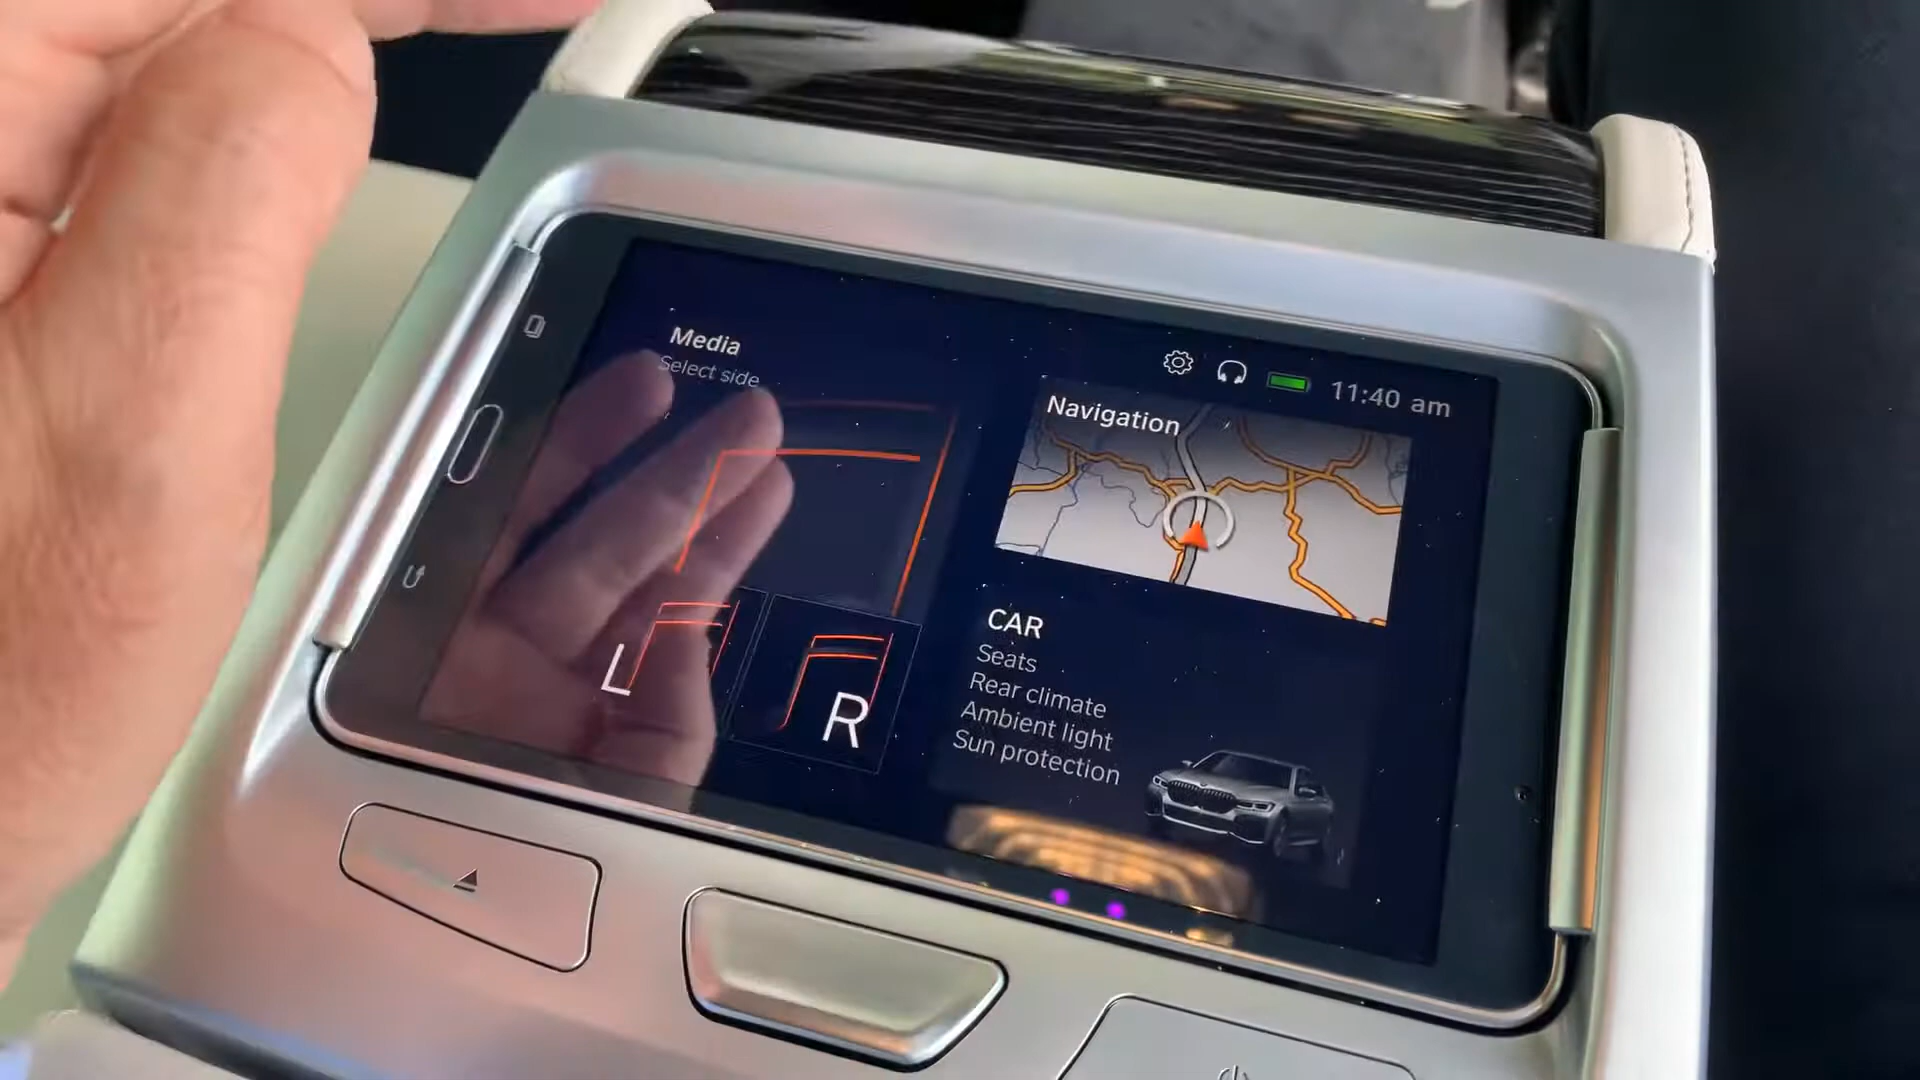 Media
Select side
L
R
11:40 am
Navigation
CAR
Seats
Rear climate
Ambient light
Sun protection